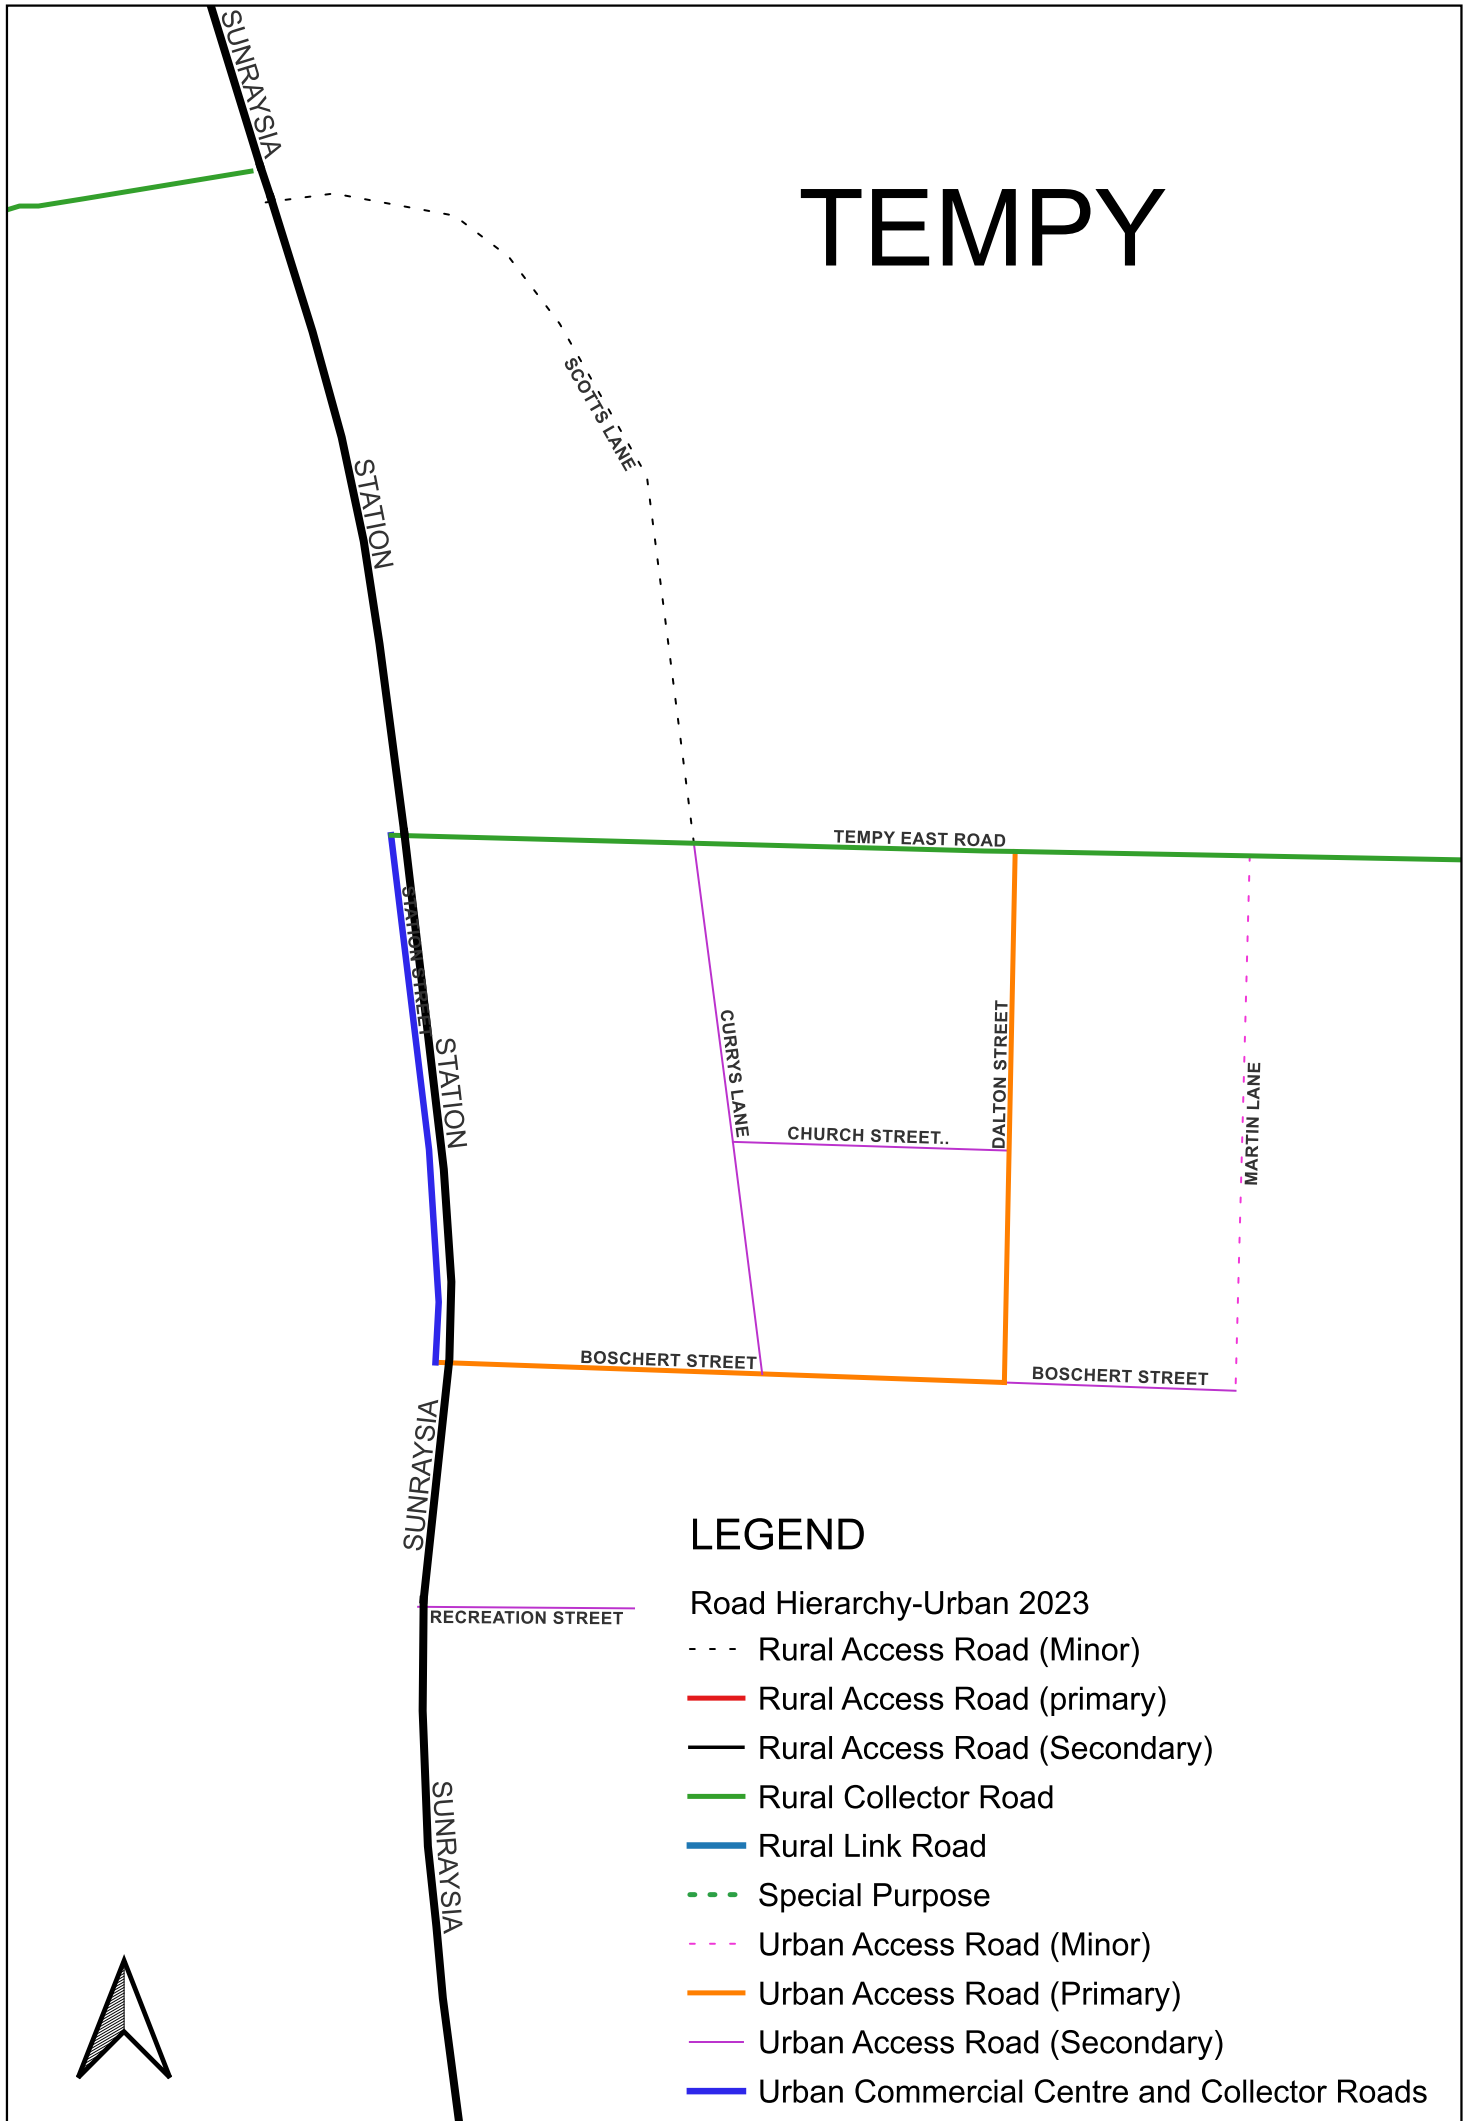 SUNRAYSIA
TEMPY
SCOTTS LANE
STATION
TEMPY EAST ROAD
STATION STREET
STATION
CURRYS LANE
DALTON STREET
CHURCH STREET..
MARTIN LANE
BOSCHERT STREET
BOSCHERT STREET
SUNRAYSIA
RECREATION STREET
SUNRAYSIA
LEGEND
Road Hierarchy-Urban 2023
Rural Access Road (Minor)
Rural Access Road (primary)
Rural Access Road (Secondary)
Rural Collector Road
Rural Link Road
Special Purpose
Urban Access Road (Minor)
Urban Access Road (Primary)
Urban Access Road (Secondary)
Urban Commercial Centre and Collector Roads